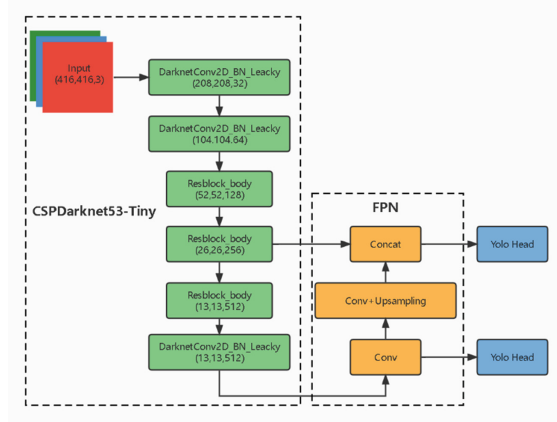 Input
(416,416,3)
DarknetConv2D_BN_Leacky
(208,208,32)
DarknetConv2D_BN_Leacky
(104.104.64)
Resblock_body
(52,52,128)
CSPDarknet53-Tiny
FPN
Resblock_body
(26,26,256)
Concat
Yolo Head
Resblock_body
(13,13,512)
Conv+Upsampling
DarknetConv2D_BN_Leacky
(13,13,512)
Conv
Yolo Head